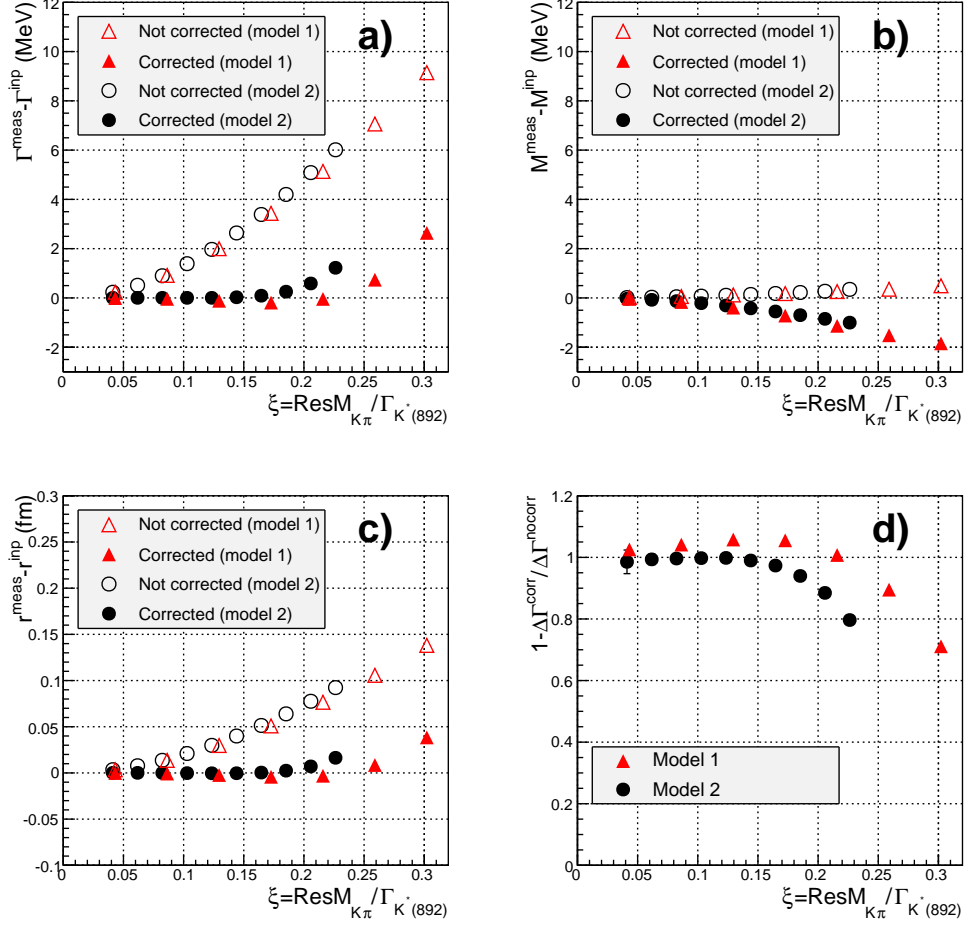 a)
Γ^meas-Γ^inp (MeV)
Not corrected (model 1)
Corrected (model 1)
Not corrected (model 2)
Corrected (model 2)
12
10
8
6
4
2
0
-2
0 0.05 0.1 0.15 0.2 0.25 0.3
ξ=ResM_Kπ/Γ_K*(892)
b)
M^meas-M^inp (MeV)
Not corrected (model 1)
Corrected (model 1)
Not corrected (model 2)
Corrected (model 2)
12
10
8
6
4
2
0
-2
0 0.05 0.1 0.15 0.2 0.25 0.3
ξ=ResM_Kπ/Γ_K*(892)
c)
r^meas-r^inp (fm)
Not corrected (model 1)
Corrected (model 1)
Not corrected (model 2)
Corrected (model 2)
0.3
0.25
0.2
0.15
0.1
0.05
0
-0.05
-0.1
0 0.05 0.1 0.15 0.2 0.25 0.3
ξ=ResM_Kπ/Γ_K*(892)
d)
1-ΔΓ^corr/ΔΓ^nocorr
1.2
1
0.8
0.6
0.4
0.2
0
Model 1
Model 2
0 0.05 0.1 0.15 0.2 0.25 0.3
ξ=ResM_Kπ/Γ_K*(892)